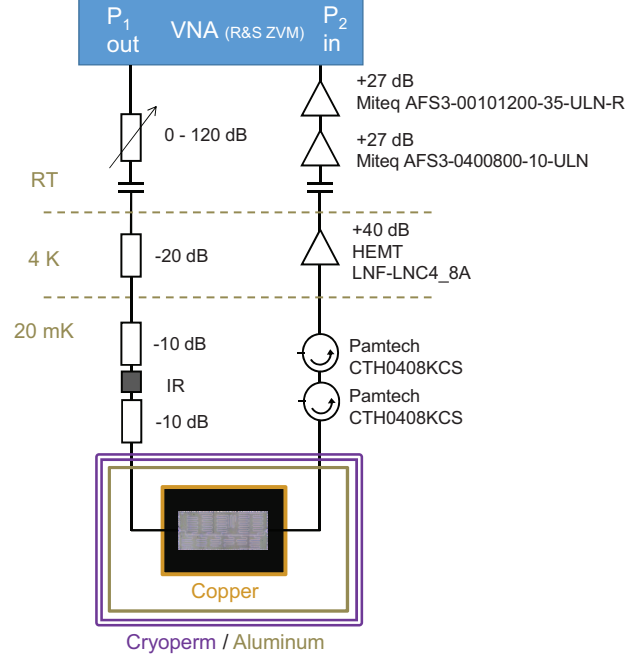 P1 VNA (R&S ZVM) P2
out in
+27 dB
Miteq AFS3-00101200-35-ULN-R
0 - 120 dB
+27 dB
Miteq AFS3-0400800-10-ULN
RT
+40 dB
HEMT
LNF-LNC4_8A
4 K
-20 dB
20 mK
-10 dB
Pamtech
CTH0408KCS
IR
Pamtech
CTH0408KCS
-10 dB
Copper
Cryoperm / Aluminum